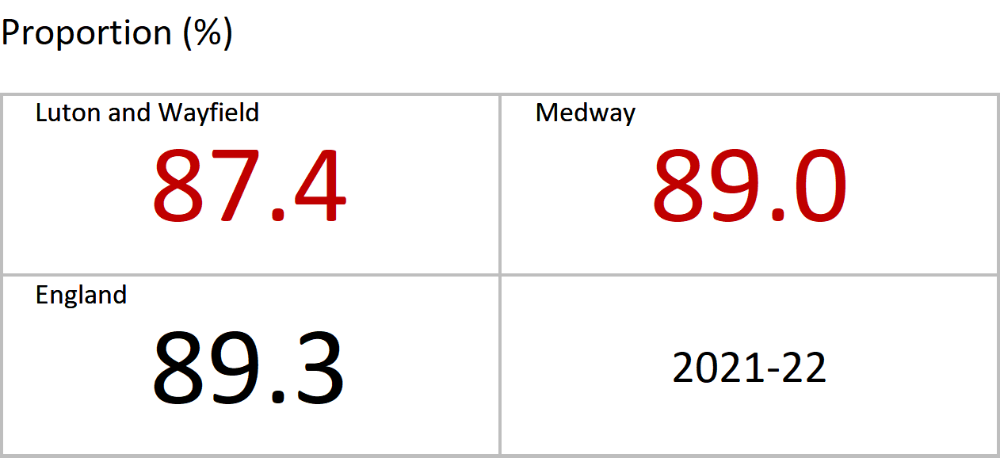 Proportion (%)
Luton and Wayfield
87.4
Medway
89.0
England
89.3
2021-22